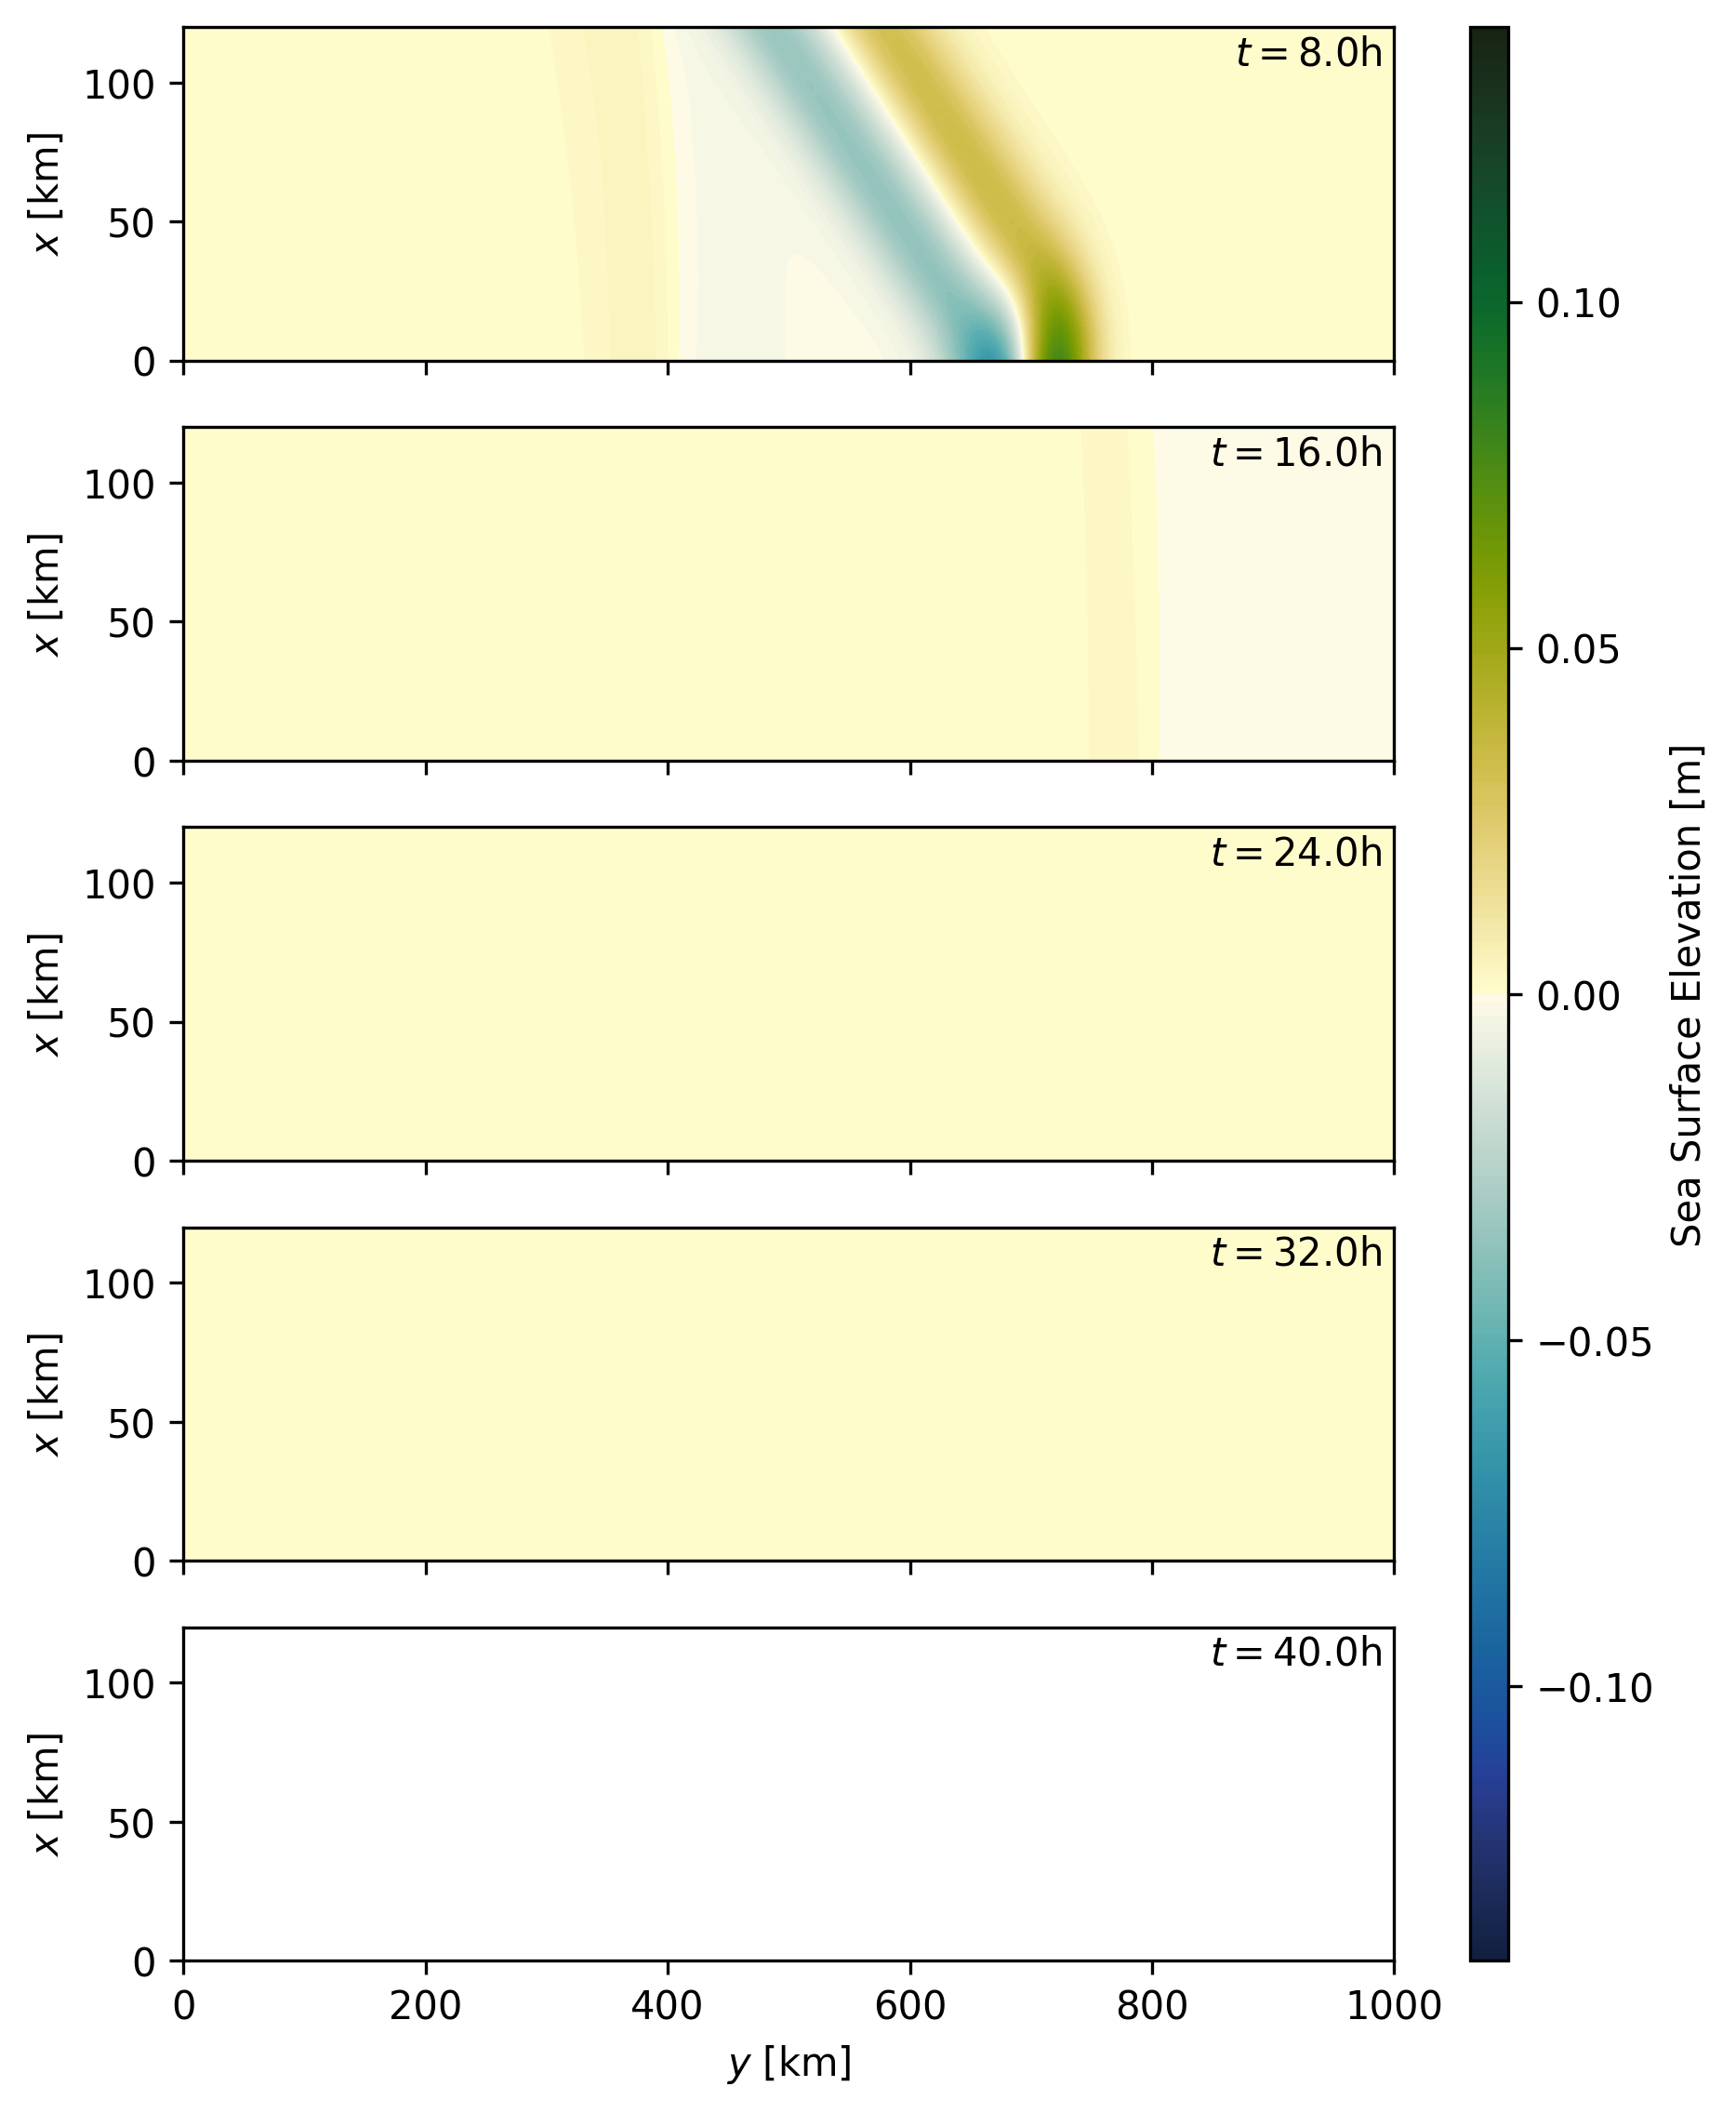 t = 8.0h
x [km]
100
50
0
t = 16.0h
x [km]
100
50
0
t = 24.0h
x [km]
100
50
0
t = 32.0h
x [km]
100
50
0
t = 40.0h
x [km]
100
50
0
0 200 400 600 800 1000
y [km]
0.10
0.05
0.00
−0.05
−0.10
Sea Surface Elevation [m]